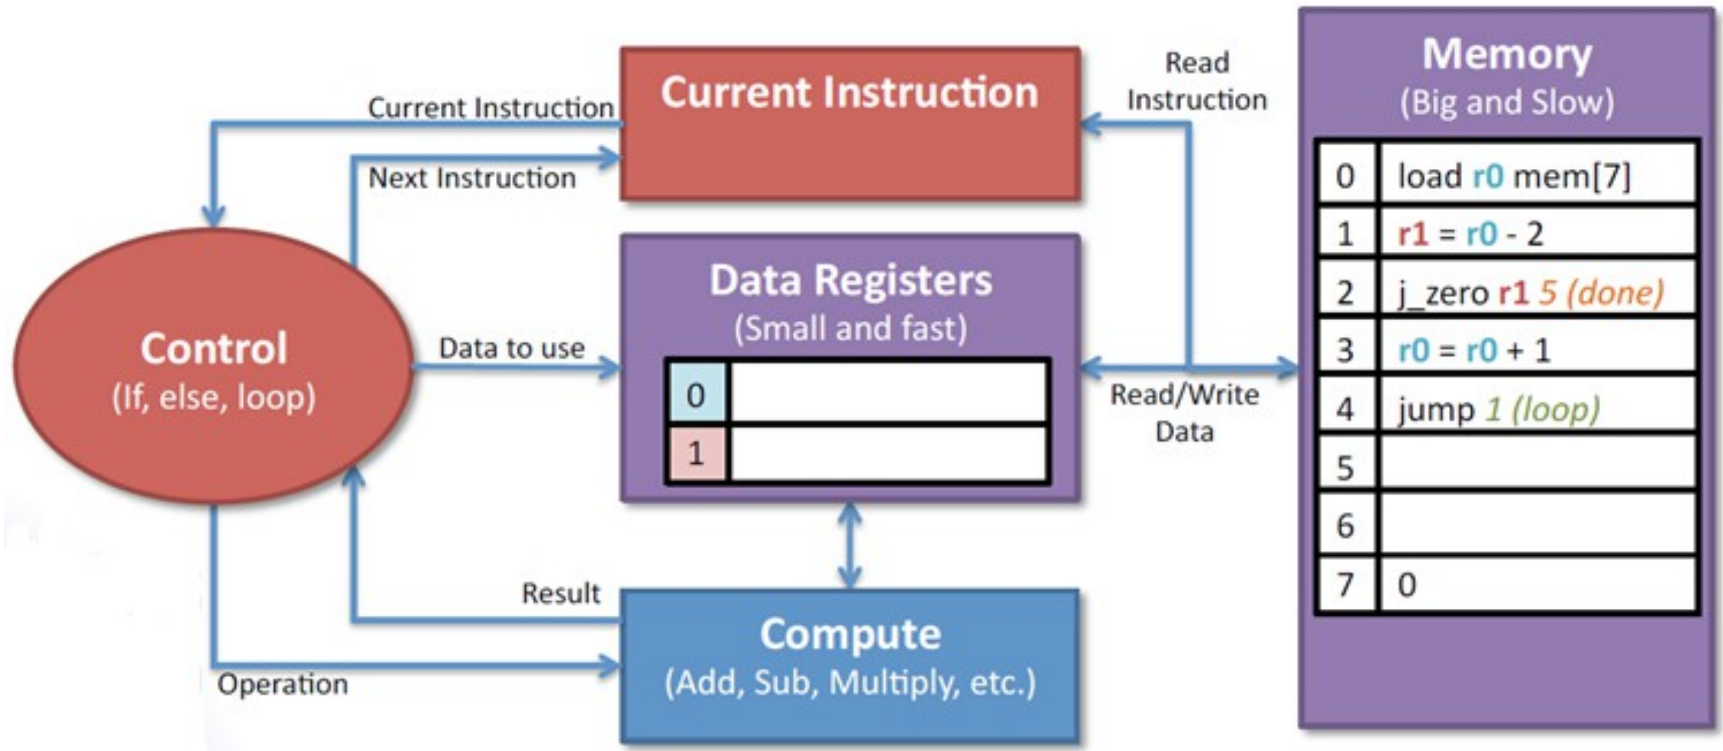 Current Instruction
Current Instruction
Next Instruction
Read
Instruction
Memory
(Big and Slow)
0 load r0 mem[7]
1 r1 = r0 - 2
2 j_zero r1 5 (done)
3 r0 = r0 + 1
4 jump 1 (loop)
5
6
7 0
Control
(If, else, loop)
Data to use
Data Registers
(Small and fast)
0
1
Read/Write
Data
Result
Operation
Compute
(Add, Sub, Multiply, etc.)